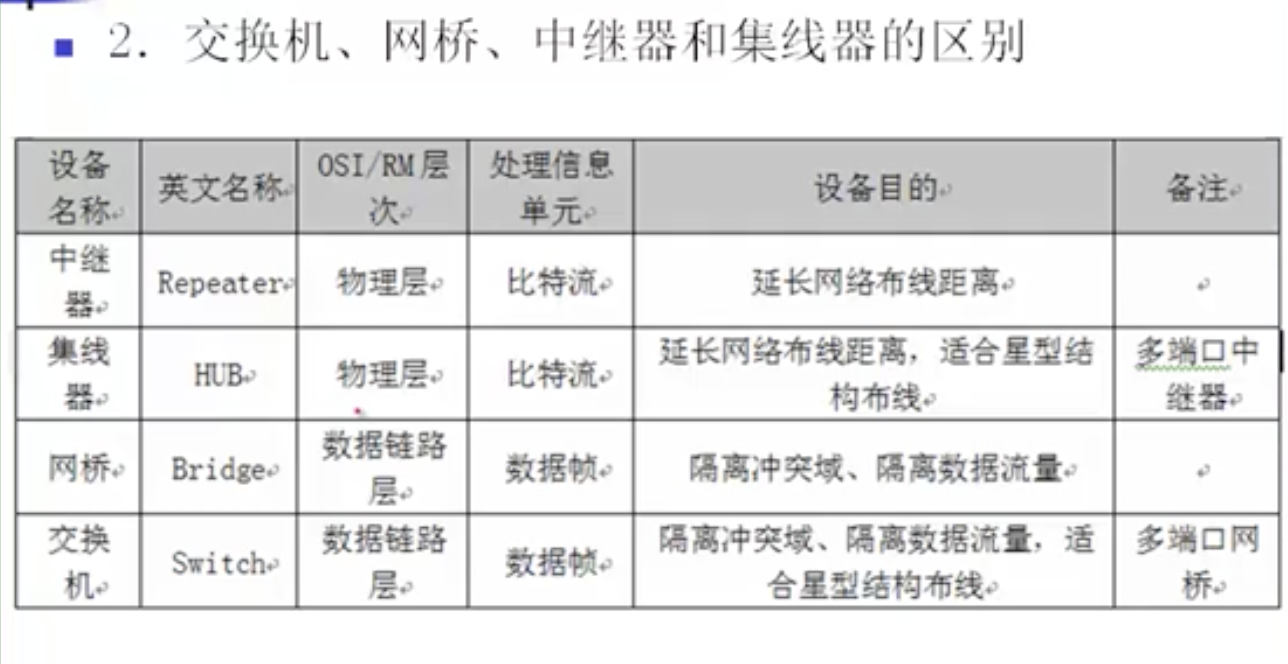 2. 交换机、网桥、中继器和集线器的区别
设备名称 英文名称 OSI/RM层次 处理信息单元 设备目的 备注
中继器 Repeater 物理层 比特流 延长网络布线距离
集线器 HUB 物理层 比特流 延长网络布线距离，适合星型结构布线 多端口中继器
网桥 Bridge 数据链路层 数据帧 隔离冲突域、隔离数据流量
交换机 Switch 数据链路层 数据帧 隔离冲突域、隔离数据流量，适合星型结构布线 多端口网桥